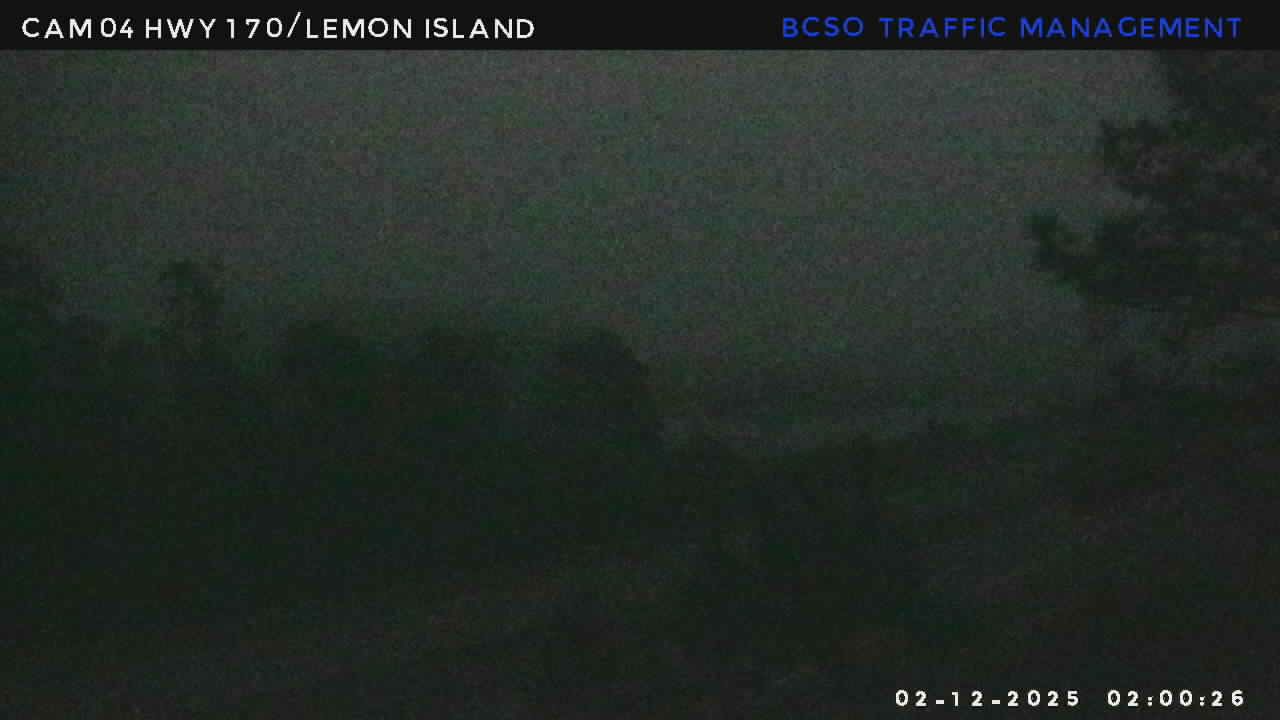 CAM04 HWY 170/LEMON ISLAND
BCSO TRAFFIC MANAGEMENT
02-12-2025 02:00:26